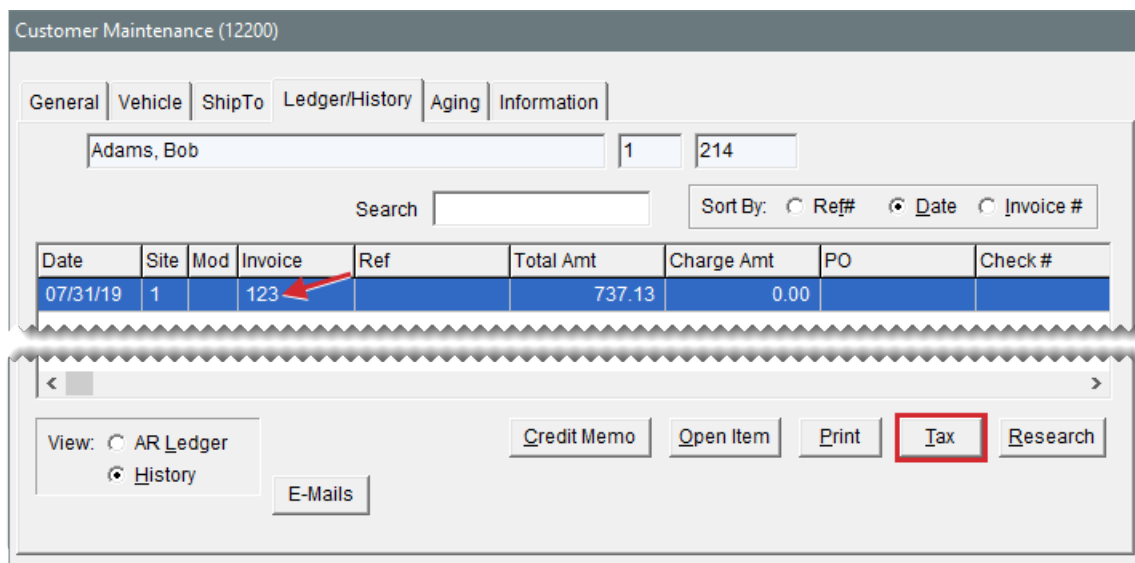 Customer Maintenance (12200)
General Vehicle ShipTo Ledger/History Aging Information
Adams, Bob 1 214
Search Sort By: Ref# Date Invoice #
Date Site Mod Invoice Ref Total Amt Charge Amt PO Check #
07/31/19 1 123 737.13 0.00
View: AR Ledger
History
Credit Memo Open Item Print Tax Research
E-Mails